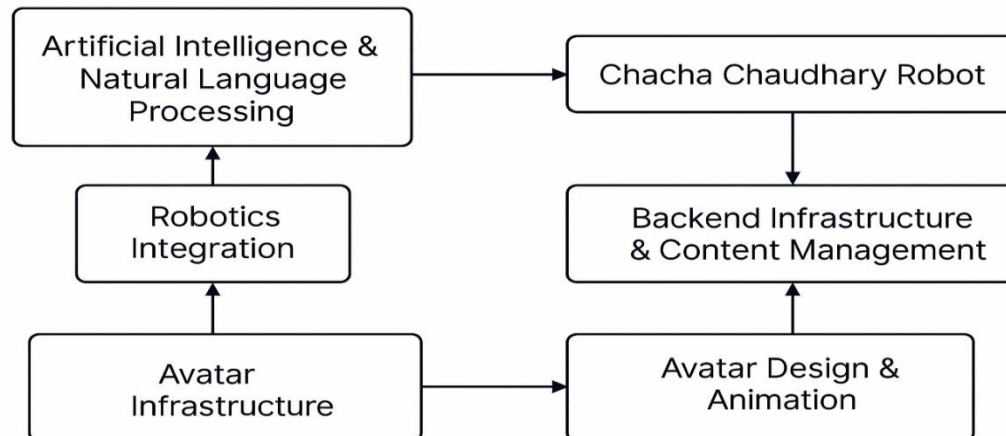 Artificial Intelligence &
Natural Language
Processing
Chacha Chaudhary Robot
Robotics
Integration
Backend Infrastructure
& Content Management
Avatar
Infrastructure
Avatar Design &
Animation